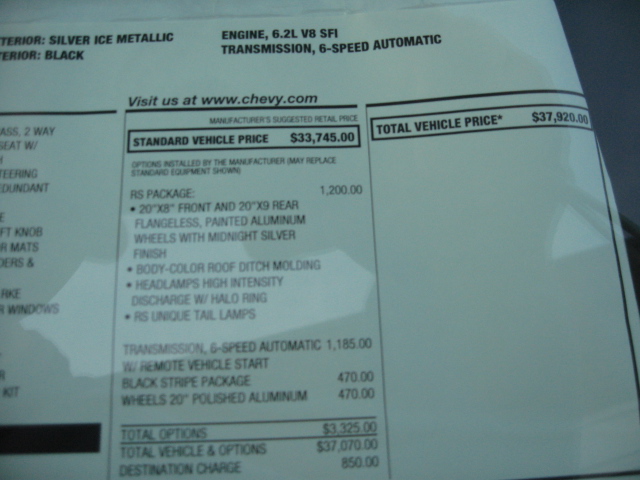 TERIOR: SILVER ICE METALLIC
TERIOR: BLACK
ENGINE, 6.2L V8 SFI
TRANSMISSION, 6-SPEED AUTOMATIC
ASS, 2 WAY
SEAT W/
H
TEERING
EDUNDANT
E
FT KNOB
R MATS
DERS &
RKE
R WINDOWS
R
KIT
Visit us at www.chevy.com
MANUFACTURER'S SUGGESTED RETAIL PRICE
STANDARD VEHICLE PRICE $33,745.00
OPTIONS INSTALLED BY THE MANUFACTURER (MAY REPLACE
STANDARD EQUIPMENT SHOWN)
RS PACKAGE: 1,200.00
• 20"X8" FRONT AND 20"X9 REAR
FLANGELESS, PAINTED ALUMINUM
WHEELS WITH MIDNIGHT SILVER
FINISH
• BODY-COLOR ROOF DITCH MOLDING
• HEADLAMPS HIGH INTENSITY
DISCHARGE W/ HALO RING
• RS UNIQUE TAIL LAMPS
TRANSMISSION, 6-SPEED AUTOMATIC 1,185.00
W/ REMOTE VEHICLE START
BLACK STRIPE PACKAGE 470.00
WHEELS 20" POLISHED ALUMINUM 470.00
TOTAL OPTIONS $3,325.00
TOTAL VEHICLE & OPTIONS $37,070.00
DESTINATION CHARGE 850.00
TOTAL VEHICLE PRICE* $37,920.00